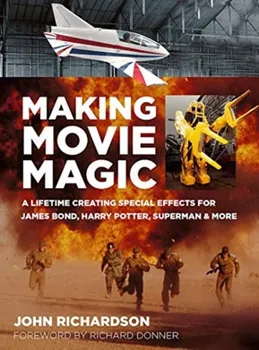 MAKING
MOVIE
MAGIC
A LIFETIME CREATING SPECIAL EFFECTS FOR
JAMES BOND, HARRY POTTER, SUPERMAN & MORE
JOHN RICHARDSON
FOREWORD BY RICHARD DONNER